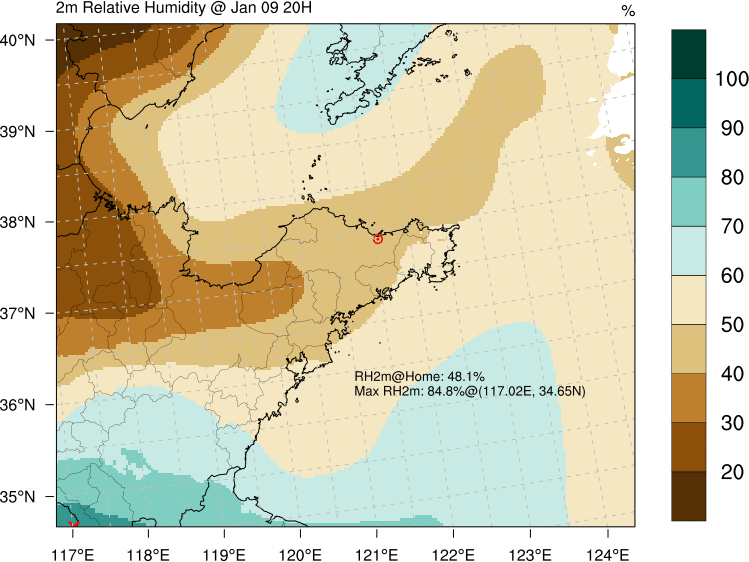 2m Relative Humidity @ Jan 09 20H
%
40°N
39°N
38°N
37°N
36°N
35°N
RH2m@Home: 48.1%
Max RH2m: 84.8%@(117.02E, 34.65N)
117°E 118°E 119°E 120°E 121°E 122°E 123°E 124°E
100
90
80
70
60
50
40
30
20